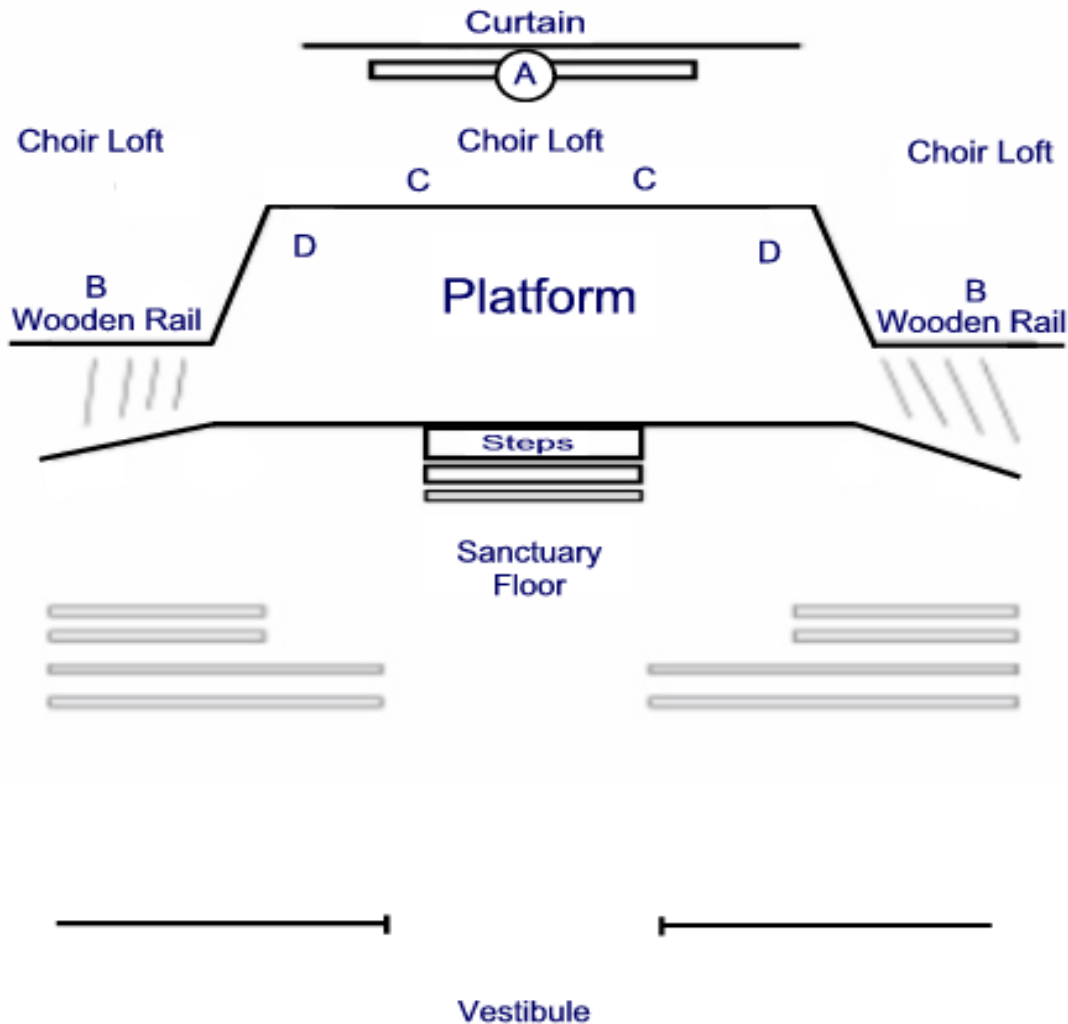 Curtain
A
Choir Loft
Choir Loft
Choir Loft
C
C
D
D
Platform
B
Wooden Rail
B
Wooden Rail
Steps
Sanctuary
Floor
Vestibule